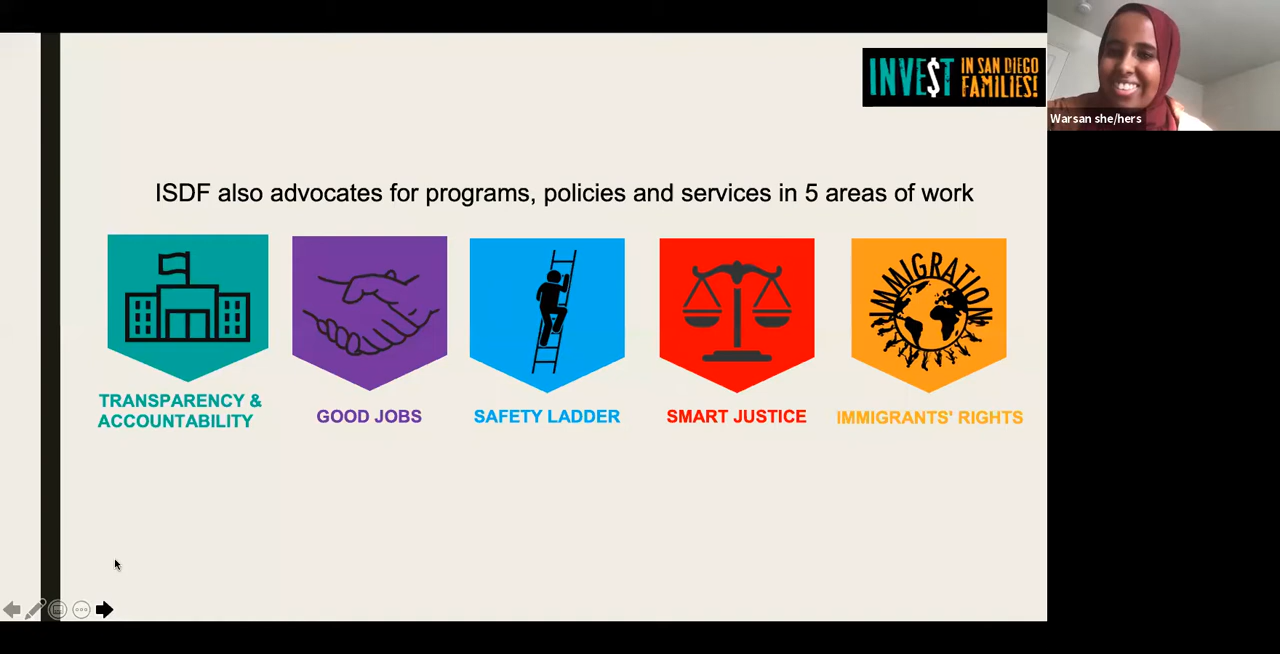 INVE$T IN SAN DIEGO
FAMILIES!
Warsan she/hers
ISDF also advocates for programs, policies and services in 5 areas of work
IMMIGRATION
TRANSPARENCY &
ACCOUNTABILITY
GOOD JOBS
SAFETY LADDER
SMART JUSTICE
IMMIGRANTS' RIGHTS